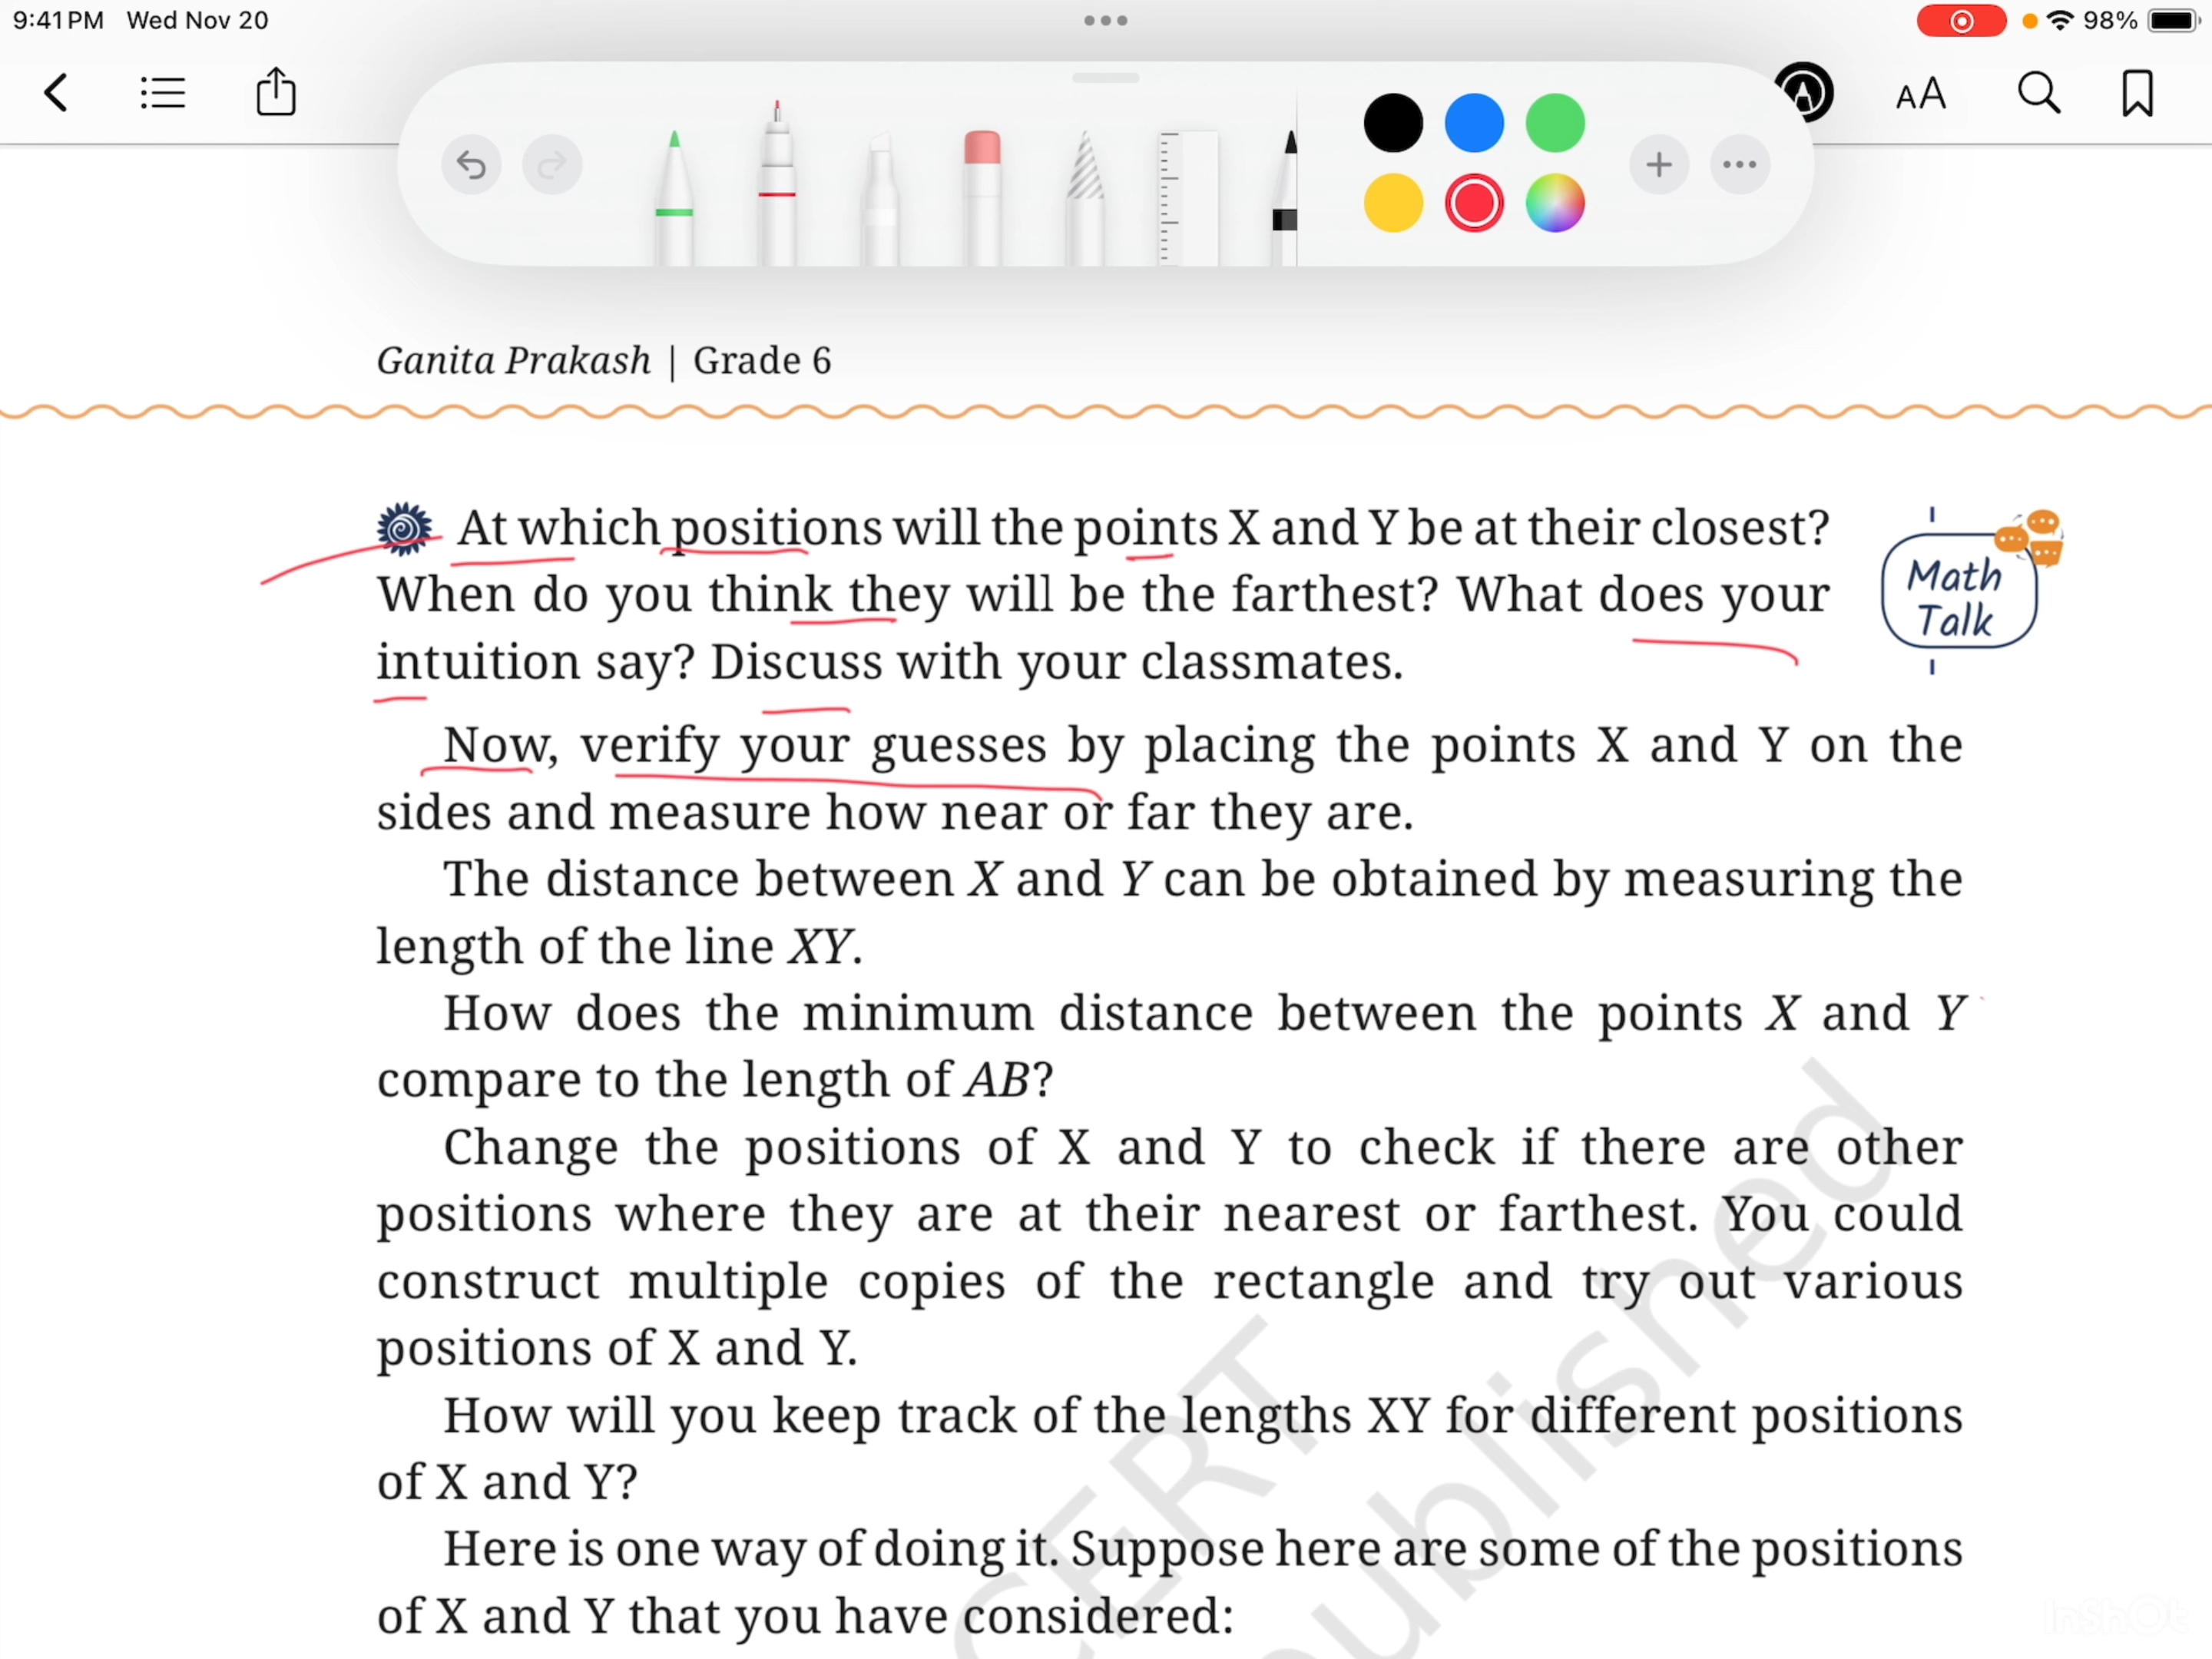 9:41 PM Wed Nov 20
98%
AA
Ganita Prakash | Grade 6
At which positions will the points X and Y be at their closest?
When do you think they will be the farthest? What does your
intuition say? Discuss with your classmates.
Math
Talk
Now, verify your guesses by placing the points X and Y on the
sides and measure how near or far they are.
The distance between X and Y can be obtained by measuring the
length of the line XY.
How does the minimum distance between the points X and Y
compare to the length of AB?
Change the positions of X and Y to check if there are other
positions where they are at their nearest or farthest. You could
construct multiple copies of the rectangle and try out various
positions of X and Y.
How will you keep track of the lengths XY for different positions
of X and Y?
Here is one way of doing it. Suppose here are some of the positions
of X and Y that you have considered:
CERT
ublished
InShOt